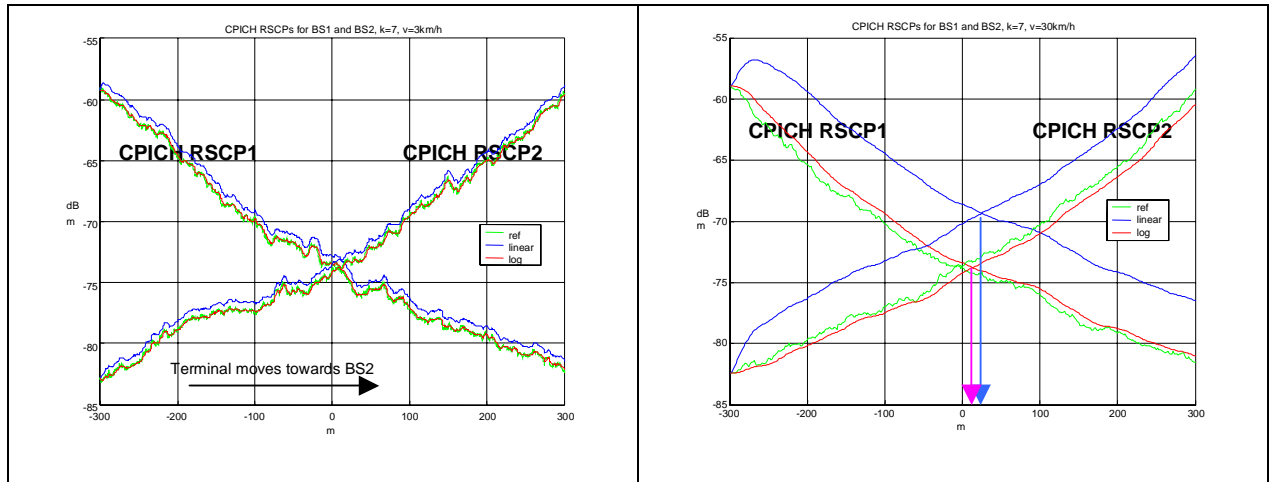 CPICH RSCPs for BS1 and BS2, k=7, v=3km/h
-55
-60
-65
-70
-75
-80
-85
dB
m
CPICH RSCP1
CPICH RSCP2
ref
linear
log
Terminal moves towards BS2
-300
-200
-100
0
100
200
300
m
CPICH RSCPs for BS1 and BS2, k=7, v=30km/h
-55
-60
-65
-70
-75
-80
-85
dB
m
CPICH RSCP1
CPICH RSCP2
ref
linear
log
-300
-200
-100
0
100
200
300
m